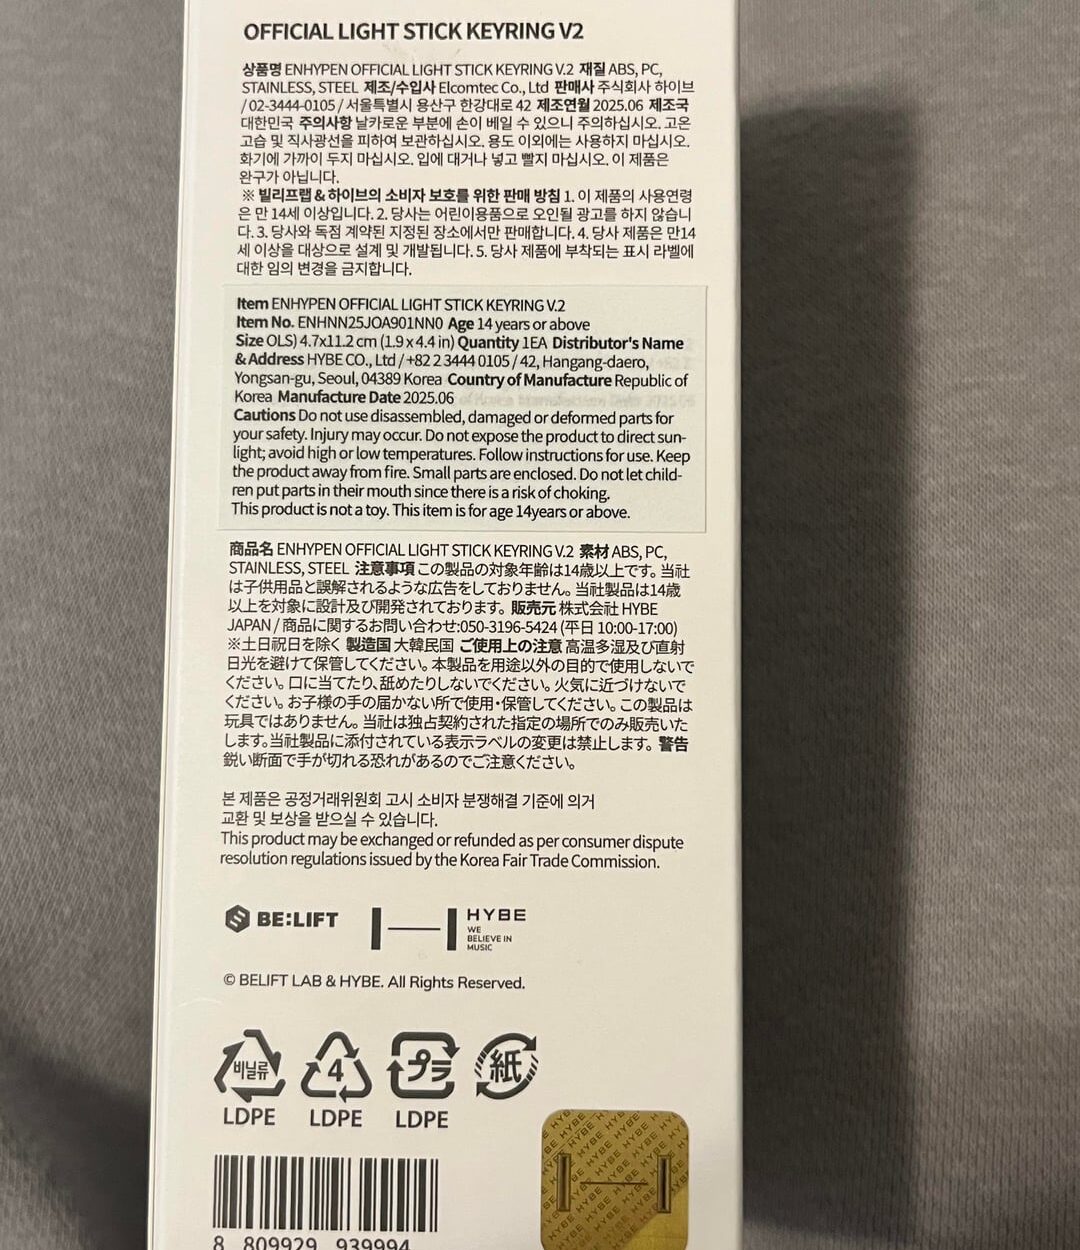 OFFICIAL LIGHT STICK KEYRING V2
상품명 ENHYPEN OFFICIAL LIGHT STICK KEYRING V.2 재질 ABS, PC,
STAINLESS, STEEL 제조/수입사 Elcomtec Co., Ltd 판매사 주식회사 하이브
/ 02-3444-0105 / 서울특별시 용산구 한강대로 42 제조연월 2025.06 제조국
대한민국 주의사항 날카로운 부분에 손이 베일 수 있으니 주의하십시오. 고온
고습 및 직사광선을 피하여 보관하십시오. 용도 이외에는 사용하지 마십시오.
화기에 가까이 두지 마십시오. 입에 대거나 넣고 빨지 마십시오. 이 제품은
완구가 아닙니다.
※ 빌리프랩 & 하이브의 소비자 보호를 위한 판매 방침 1. 이 제품의 사용연령
은 만 14세 이상입니다. 2. 당사는 어린이용품으로 오인될 광고를 하지 않습니
다. 3. 당사와 독점 계약된 지정된 장소에서만 판매합니다. 4. 당사 제품은 만14
세 이상을 대상으로 설계 및 개발됩니다. 5. 당사 제품에 부착되는 표시 라벨에
대한 임의 변경을 금지합니다.
Item ENHYPEN OFFICIAL LIGHT STICK KEYRING V.2
Item No. ENHNN25JOA901NN0 Age 14 years or above
Size OLS) 4.7x11.2 cm (1.9 x 4.4 in) Quantity 1EA Distributor's Name
& Address HYBE CO., Ltd / +82 2 3444 0105 / 42, Hangang-daero,
Yongsan-gu, Seoul, 04389 Korea Country of Manufacture Republic of
Korea Manufacture Date 2025.06
Cautions Do not use disassembled, damaged or deformed parts for
your safety. Injury may occur. Do not expose the product to direct sun-
light; avoid high or low temperatures. Follow instructions for use. Keep
the product away from fire. Small parts are enclosed. Do not let child-
ren put parts in their mouth since there is a risk of choking.
This product is not a toy. This item is for age 14years or above.
商品名 ENHYPEN OFFICIAL LIGHT STICK KEYRING V.2 素材 ABS, PC,
STAINLESS, STEEL 注意事項 この製品の対象年齢は14歳以上です。当社
は子供用品と誤解されるような広告をしておりません。当社製品は14歳
以上を対象に設計及び開発されております。 販売元 株式会社 HYBE
JAPAN / 商品に関するお問い合わせ:050-3196-5424 (平日 10:00-17:00)
※土日祝日を除く 製造国 大韓民国 ご使用上の注意 高温多湿及び直射
日光を避けて保管してください。本製品を用途以外の目的で使用しないで
ください。口に当てたり、舐めたりしないでください。火気に近づけないで
ください。お子様の手の届かない所で使用・保管してください。この製品は
玩具ではありません。当社は独占契約された指定の場所でのみ販売いた
します。当社製品に添付されている表示ラベルの変更は禁止します。 警告
鋭い断面で手が切れる恐れがあるのでご注意ください。
본 제품은 공정거래위원회 고시 소비자 분쟁해결 기준에 의거
교환 및 보상을 받으실 수 있습니다.
This product may be exchanged or refunded as per consumer dispute
resolution regulations issued by the Korea Fair Trade Commission.
BE:LIFT HYBE
WE
BELIEVE IN
MUSIC
© BELIFT LAB & HYBE. All Rights Reserved.
비닐류 4 プラ 紙
LDPE LDPE LDPE
HYBE HYBE HYBE
8 809929 939994